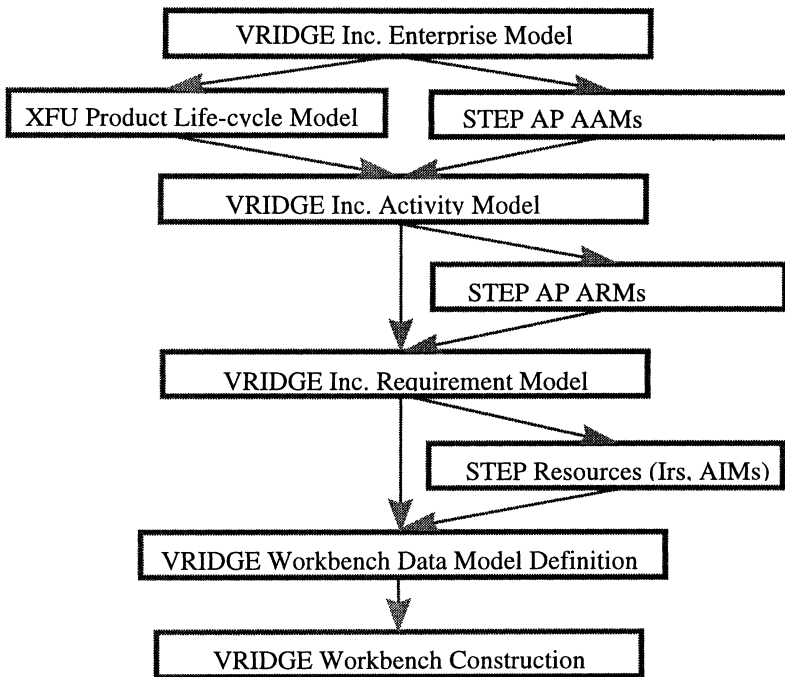 VRIDGE Inc. Enterprise Model
XFU Product Life-cycle Model
STEP AP AAMs
VRIDGE Inc. Activity Model
STEP AP ARMs
VRIDGE Inc. Requirement Model
STEP Resources (Irs, AIMs)
VRIDGE Workbench Data Model Definition
VRIDGE Workbench Construction